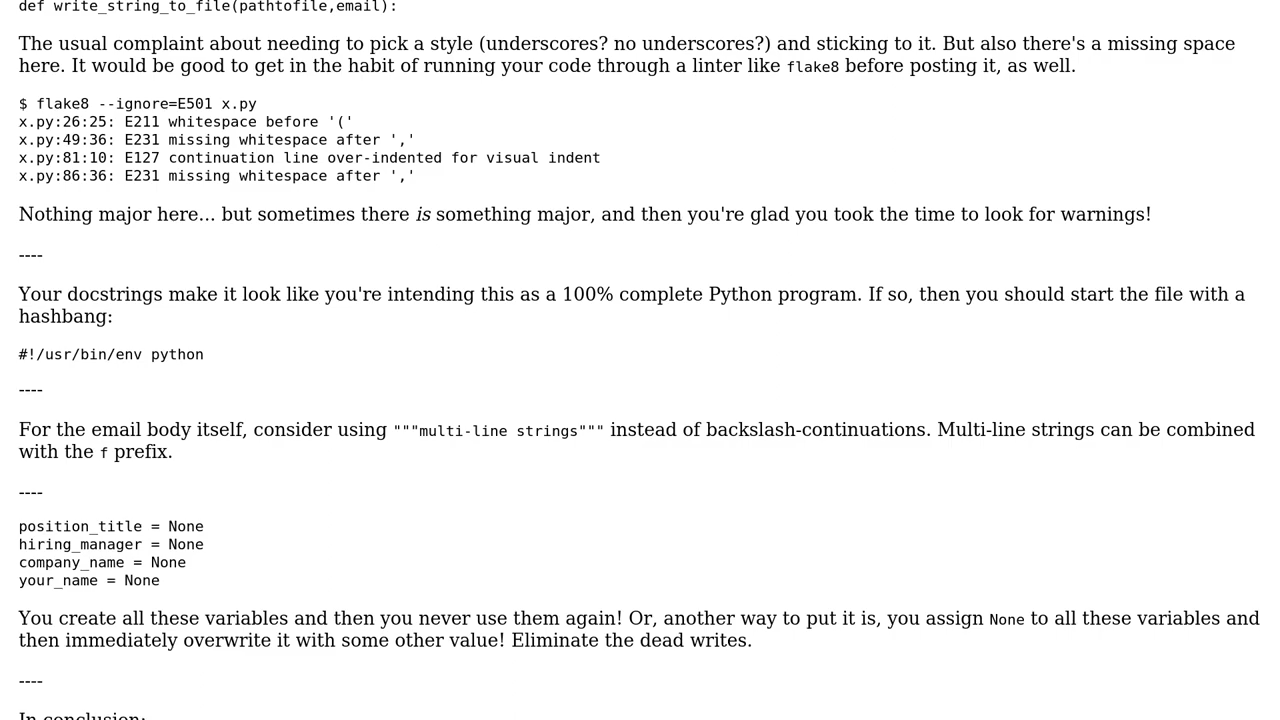 def write_string_to_file(pathtofile,email):
The usual complaint about needing to pick a style (underscores? no underscores?) and sticking to it. But also there's a missing space
here. It would be good to get in the habit of running your code through a linter like flake8 before posting it, as well.
$ flake8 --ignore=E501 x.py
x.py:26:25: E211 whitespace before '('
x.py:49:36: E231 missing whitespace after ','
x.py:81:10: E127 continuation line over-indented for visual indent
x.py:86:36: E231 missing whitespace after ','
Nothing major here... but sometimes there is something major, and then you're glad you took the time to look for warnings!
----
Your docstrings make it look like you're intending this as a 100% complete Python program. If so, then you should start the file with a
hashbang:
#!/usr/bin/env python
----
For the email body itself, consider using """multi-line strings""" instead of backslash-continuations. Multi-line strings can be combined
with the f prefix.
----
position_title = None
hiring_manager = None
company_name = None
your_name = None
You create all these variables and then you never use them again! Or, another way to put it is, you assign None to all these variables and
then immediately overwrite it with some other value! Eliminate the dead writes.
----
In conclusion: